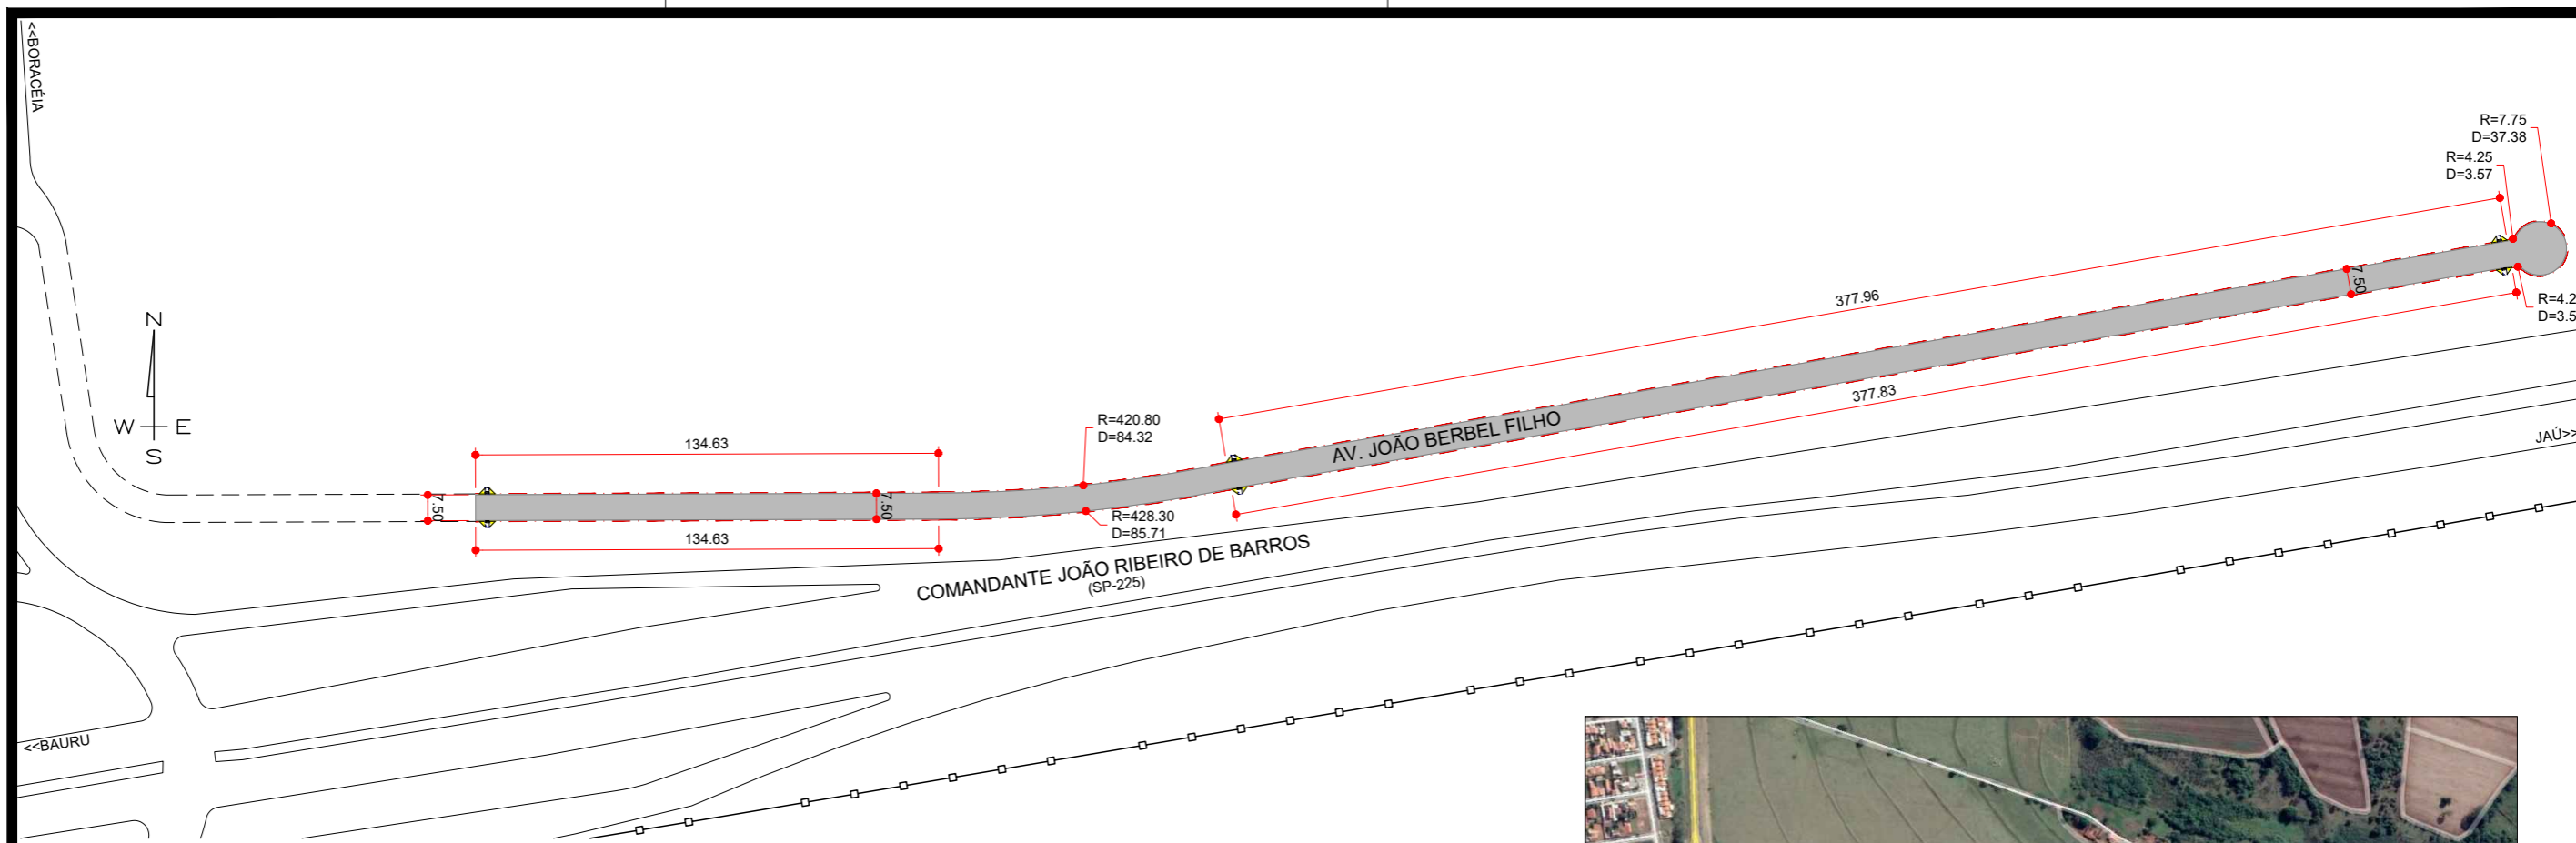 <<BORACÉIA
R=7.75
D=37.38
R=4.25
D=3.57
377.96
7.50
R=4.2
D=3.5
N
W
E
S
377.83
R=420.80
D=84.32
AV. JOÃO BERBEL FILHO
134.63
JAÚ>>
7.50
7.50
R=428.30
D=85.71
134.63
COMANDANTE JOÃO RIBEIRO DE BARROS
(SP-225)
<<BAURU